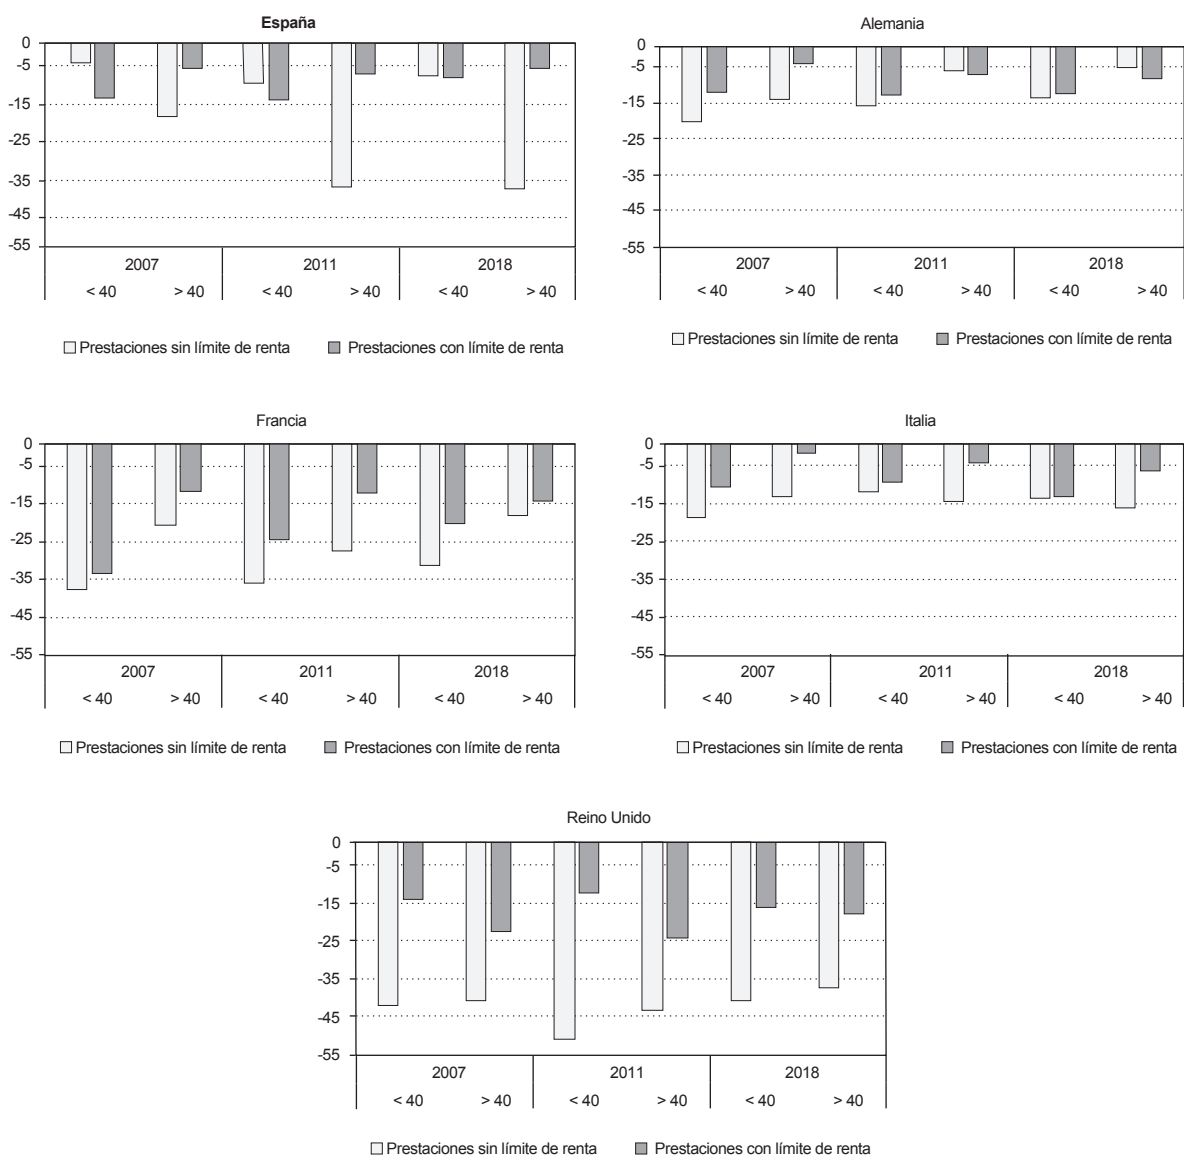 España
0
-5
-15
-25
-35
-45
-55
2007 2011 2018
< 40 > 40 < 40 > 40 < 40 > 40
Prestaciones sin límite de renta Prestaciones con límite de renta
Alemania
0
-5
-15
-25
-35
-45
-55
2007 2011 2018
< 40 > 40 < 40 > 40 < 40 > 40
Prestaciones sin límite de renta Prestaciones con límite de renta
Francia
0
-5
-15
-25
-35
-45
-55
2007 2011 2018
< 40 > 40 < 40 > 40 < 40 > 40
Prestaciones sin límite de renta Prestaciones con límite de renta
Italia
0
-5
-15
-25
-35
-45
-55
2007 2011 2018
< 40 > 40 < 40 > 40 < 40 > 40
Prestaciones sin límite de renta Prestaciones con límite de renta
Reino Unido
0
-5
-15
-25
-35
-45
-55
2007 2011 2018
< 40 > 40 < 40 > 40 < 40 > 40
Prestaciones sin límite de renta Prestaciones con límite de renta